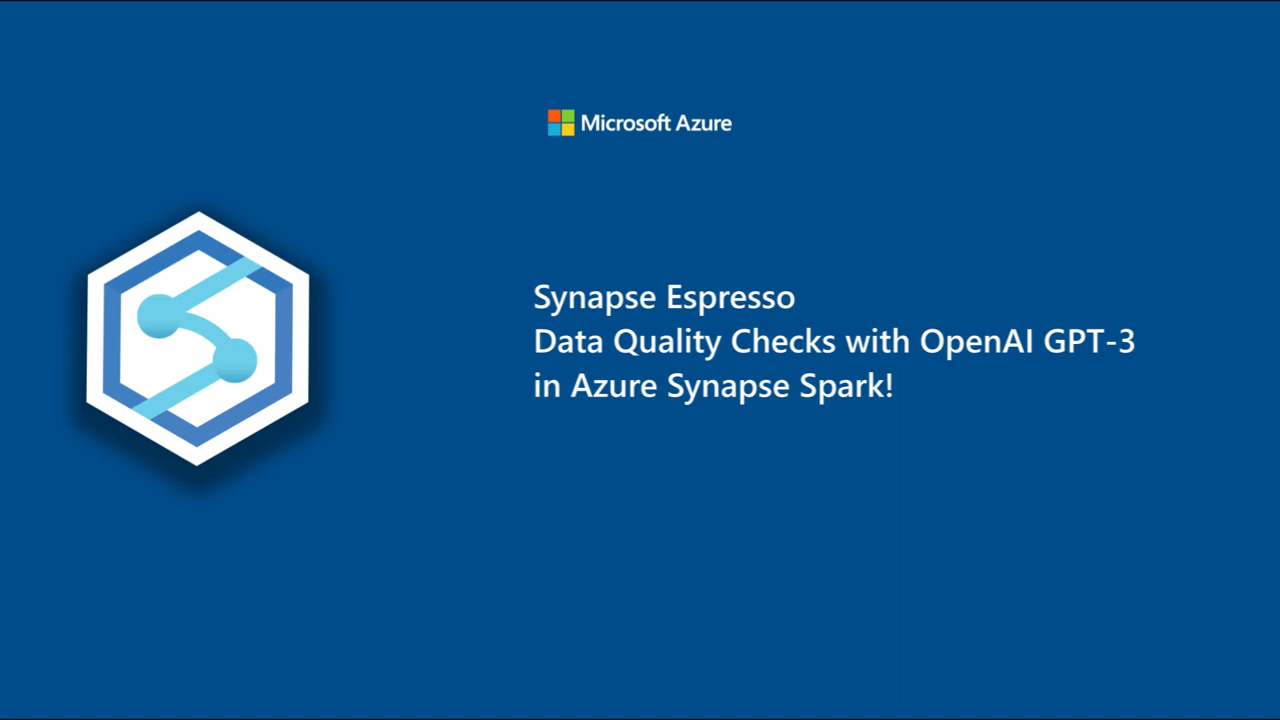 Microsoft Azure
Synapse Espresso
Data Quality Checks with OpenAI GPT-3
in Azure Synapse Spark!